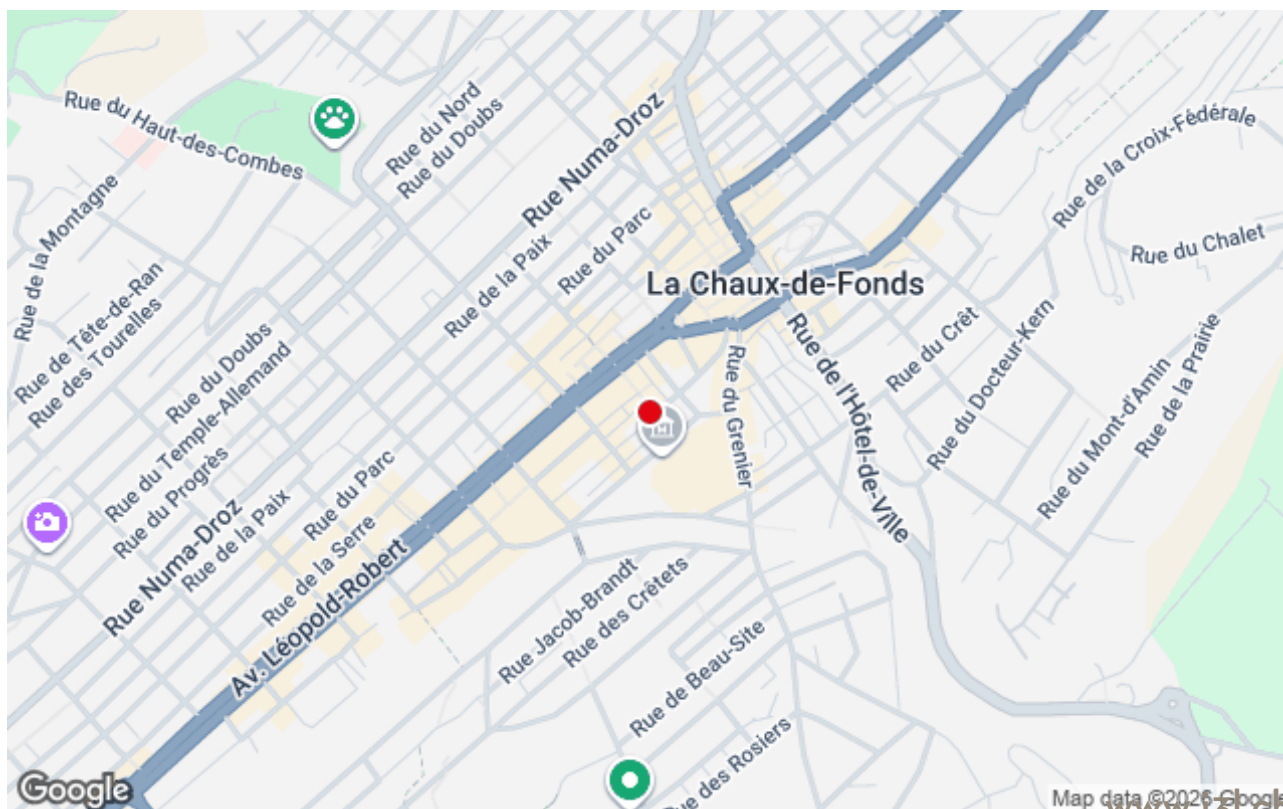 Rue du Haut-des-Combes
Rue du Nord
Rue du Doubs
Rue Numa-Droz
Rue de la Croix-Fédérale
Rue du Chalet
Rue de la Montagne
Rue de la Paix
Rue du Parc
La Chaux-de-Fonds
Rue de Tête-de-Ran
Rue des Tourelles
Rue du Doubs
Rue du Temple-Allemand
Rue du Progrès
Rue Numa-Droz
Rue de la Paix
Rue du Parc
Rue de la Serre
Av. Léopold-Robert
Rue du Grenier
Rue de l'Hôtel-de-Ville
Rue du Crêt
Rue du Docteur-Kern
Rue du Mont-d'Amin
Rue de la Prairie
Rue Jacob-Brandt
Rue des Crêtets
Rue de Beau-Site
Rue des Rosiers
Google
Map data ©2026 Google